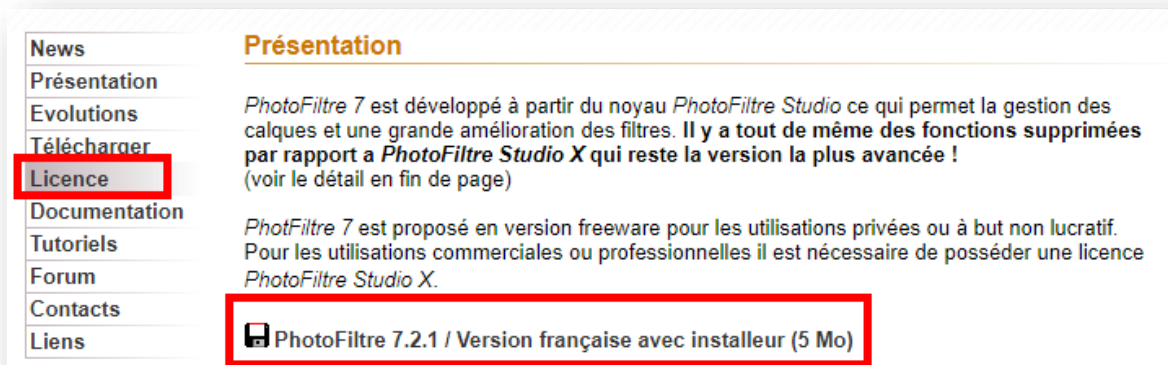 News
Présentation
Evolutions
Télécharger
Licence
Documentation
Tutoriels
Forum
Contacts
Liens
Présentation
PhotoFiltre 7 est développé à partir du noyau PhotoFiltre Studio ce qui permet la gestion des
calques et une grande amélioration des filtres. Il y a tout de même des fonctions supprimées
par rapport a PhotoFiltre Studio X qui reste la version la plus avancée !
(voir le détail en fin de page)
PhotFiltre 7 est proposé en version freeware pour les utilisations privées ou à but non lucratif.
Pour les utilisations commerciales ou professionnelles il est nécessaire de posséder une licence
PhotoFiltre Studio X.
PhotoFiltre 7.2.1 / Version française avec installeur (5 Mo)